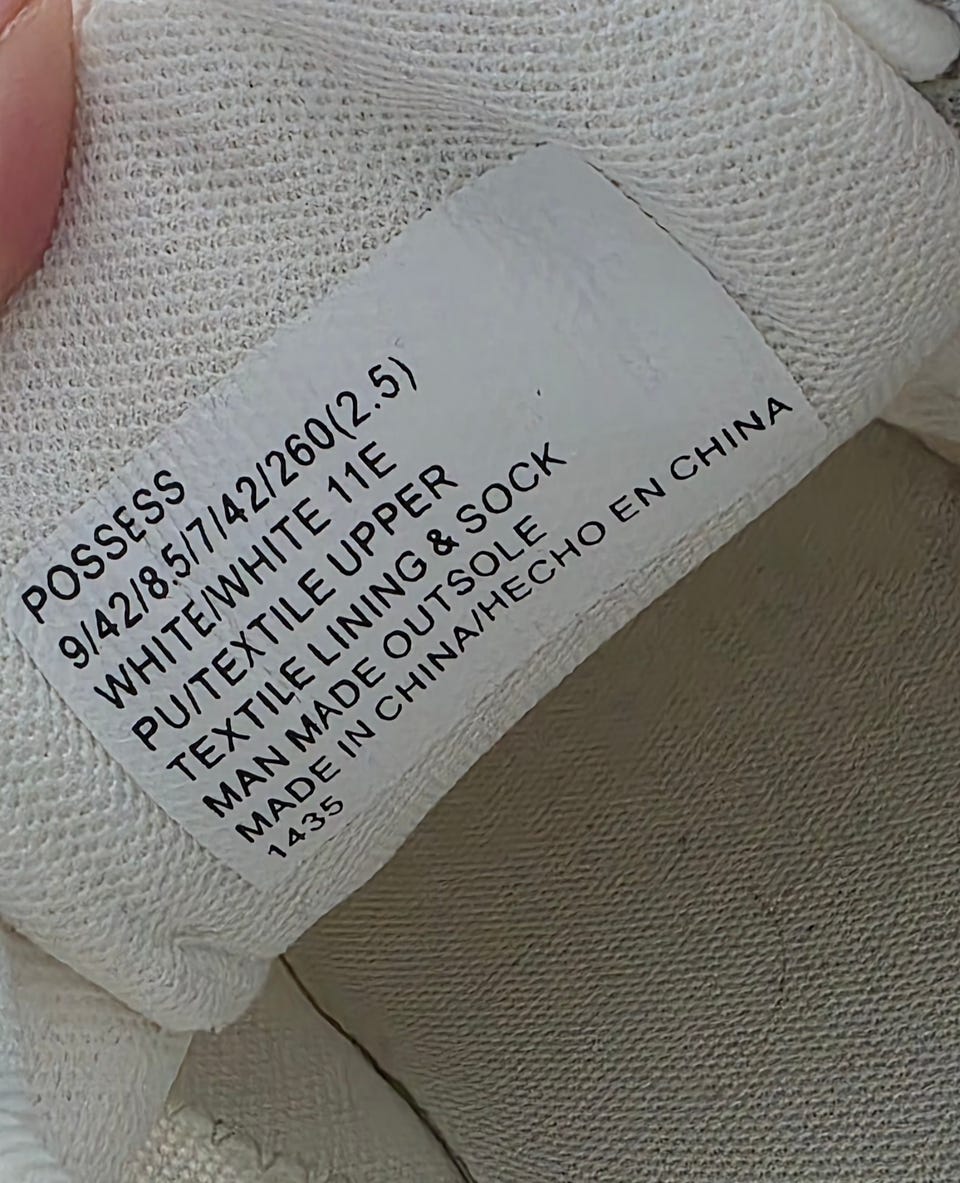 POSSESS
9/42/8.5/7/42/260(2.5)
WHITE/WHITE 11E
PU/TEXTILE UPPER
TEXTILE LINING & SOCK
MAN MADE OUTSOLE
MADE IN CHINA/HECHO EN CHINA
1435